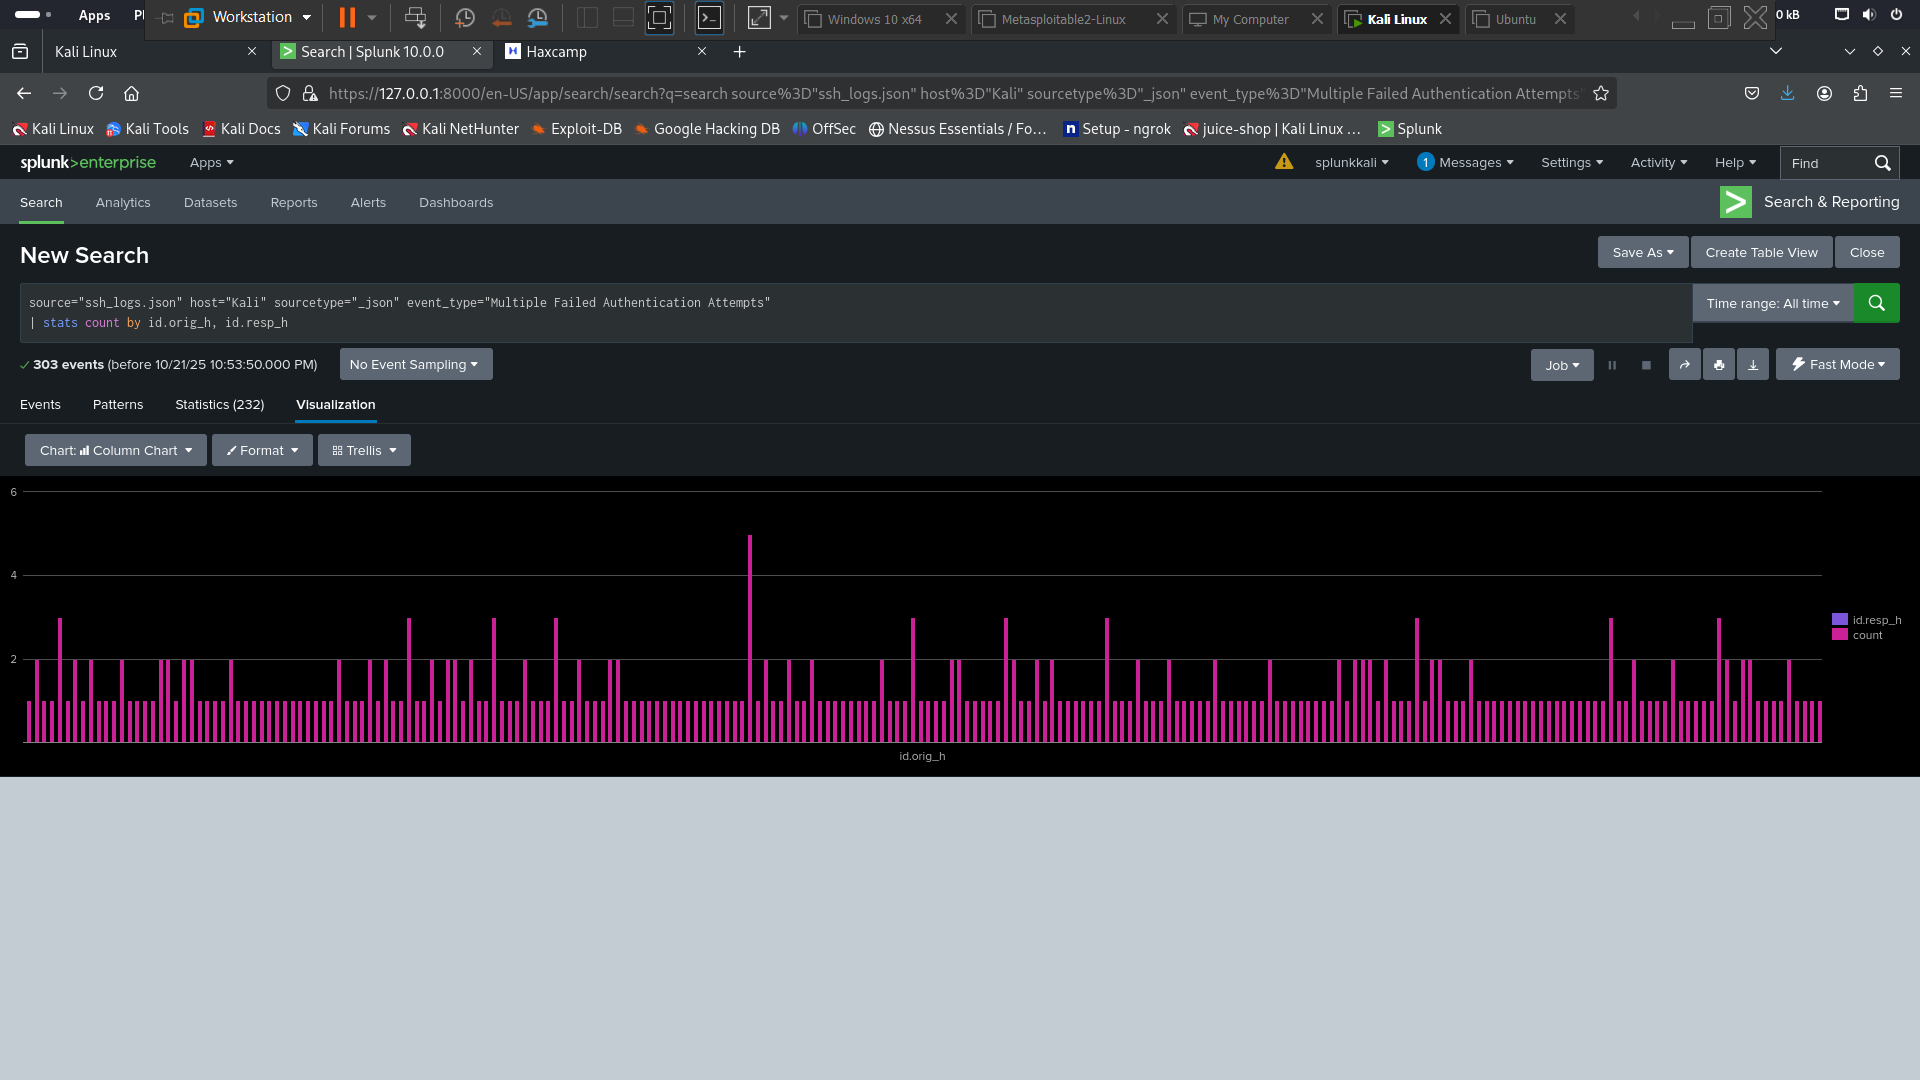 Apps Pl Workstation Windows 10 x64 Metasploitable2-Linux My Computer Kali Linux Ubuntu 0 kB
Kali Linux Search | Splunk 10.0.0 Haxcamp
https://127.0.0.1:8000/en-US/app/search/search?q=search source%3D"ssh_logs.json" host%3D"Kali" sourcetype%3D"_json" event_type%3D"Multiple Failed Authentication Attempts"
Kali Linux Kali Tools Kali Docs Kali Forums Kali NetHunter Exploit-DB Google Hacking DB OffSec Nessus Essentials / Fo... Setup - ngrok juice-shop | Kali Linux ... Splunk
splunk>enterprise Apps splunkkali 1 Messages Settings Activity Help Find
Search Analytics Datasets Reports Alerts Dashboards Search & Reporting
New Search Save As Create Table View Close
source="ssh_logs.json" host="Kali" sourcetype="_json" event_type="Multiple Failed Authentication Attempts"
| stats count by id.orig_h, id.resp_h
Time range: All time
303 events (before 10/21/25 10:53:50.000 PM) No Event Sampling Job Fast Mode
Events Patterns Statistics (232) Visualization
Chart: Column Chart Format Trellis
6
4
2
id.resp_h
count
id.orig_h